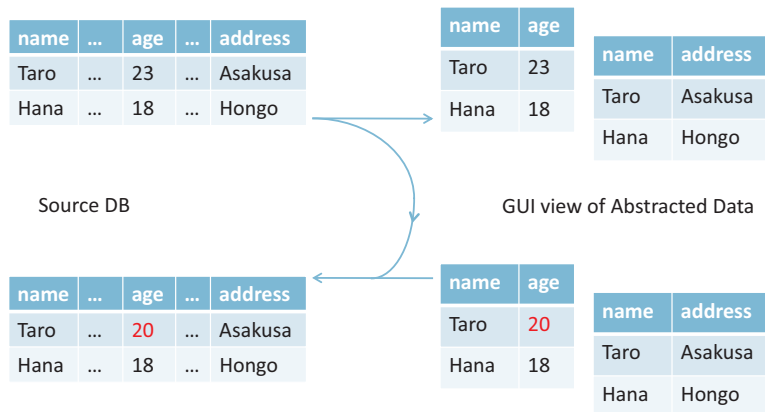 name … age … address
Taro … 23 … Asakusa
Hana … 18 … Hongo
name age
Taro 23
Hana 18
name address
Taro Asakusa
Hana Hongo
Source DB
GUI view of Abstracted Data
name … age … address
Taro … 20 … Asakusa
Hana … 18 … Hongo
name age
Taro 20
Hana 18
name address
Taro Asakusa
Hana Hongo